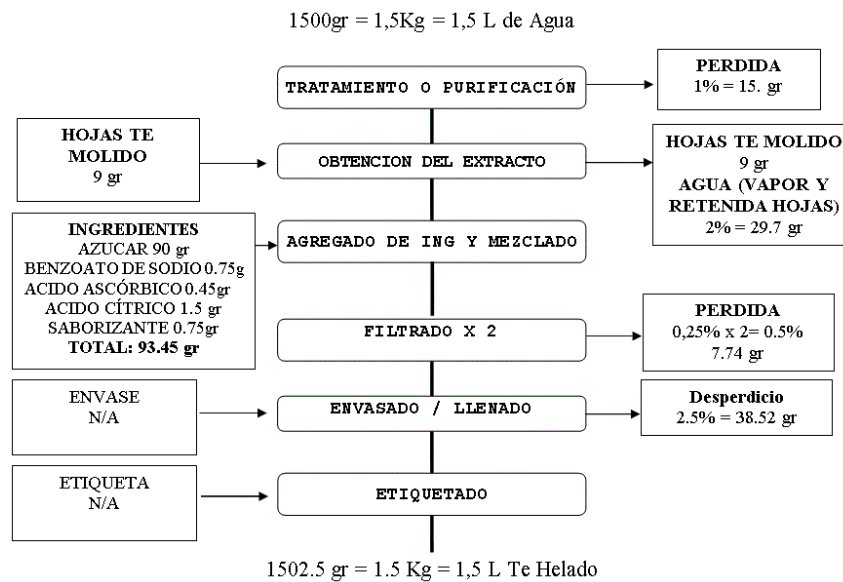 1500gr = 1,5Kg = 1,5 L de Agua
TRATAMIENTO O PURIFICACIÓN
PERDIDA
1% = 15. gr
HOJAS TE
MOLIDO
9 gr
OBTENCION DEL EXTRACTO
HOJAS TE MOLIDO
9 gr
AGUA (VAPOR Y
RETENIDA HOJAS)
2% = 29.7 gr
INGREDIENTES
AZUCAR 90 gr
BENZOATO DE SODIO 0.75g
ACIDO ASCÓRBICO 0.45gr
ACIDO CÍTRICO 1.5 gr
SABORIZANTE 0.75gr
TOTAL: 93.45 gr
AGREGADO DE ING Y MEZCLADO
FILTRADO X 2
PERDIDA
0,25% x 2= 0.5%
7.74 gr
ENVASE
N/A
ENVASADO / LLENADO
Desperdicio
2.5% = 38.52 gr
ETIQUETA
N/A
ETIQUETADO
1502.5 gr = 1.5 Kg = 1,5 L Te Helado